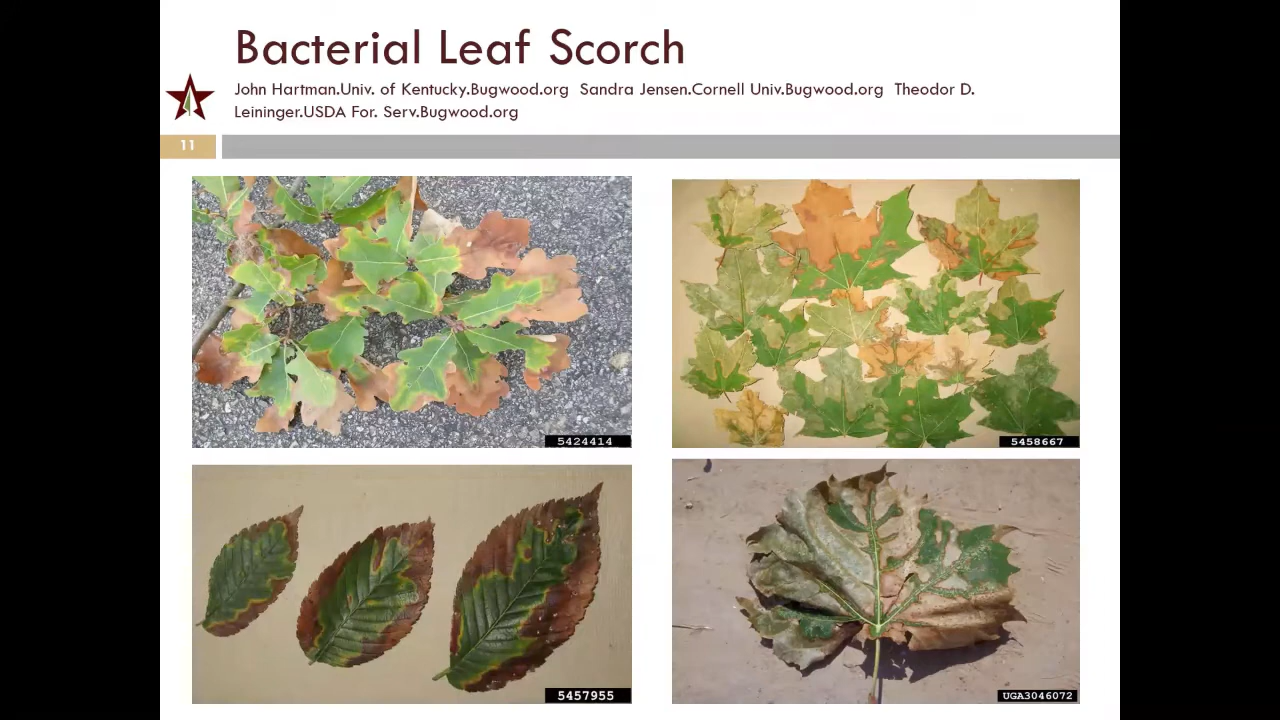 Bacterial Leaf Scorch
John Hartman.Univ. of Kentucky.Bugwood.org Sandra Jensen.Cornell Univ.Bugwood.org Theodor D.
Leininger.USDA For. Serv.Bugwood.org
11
5424414
5458667
5457955
UGA3046072